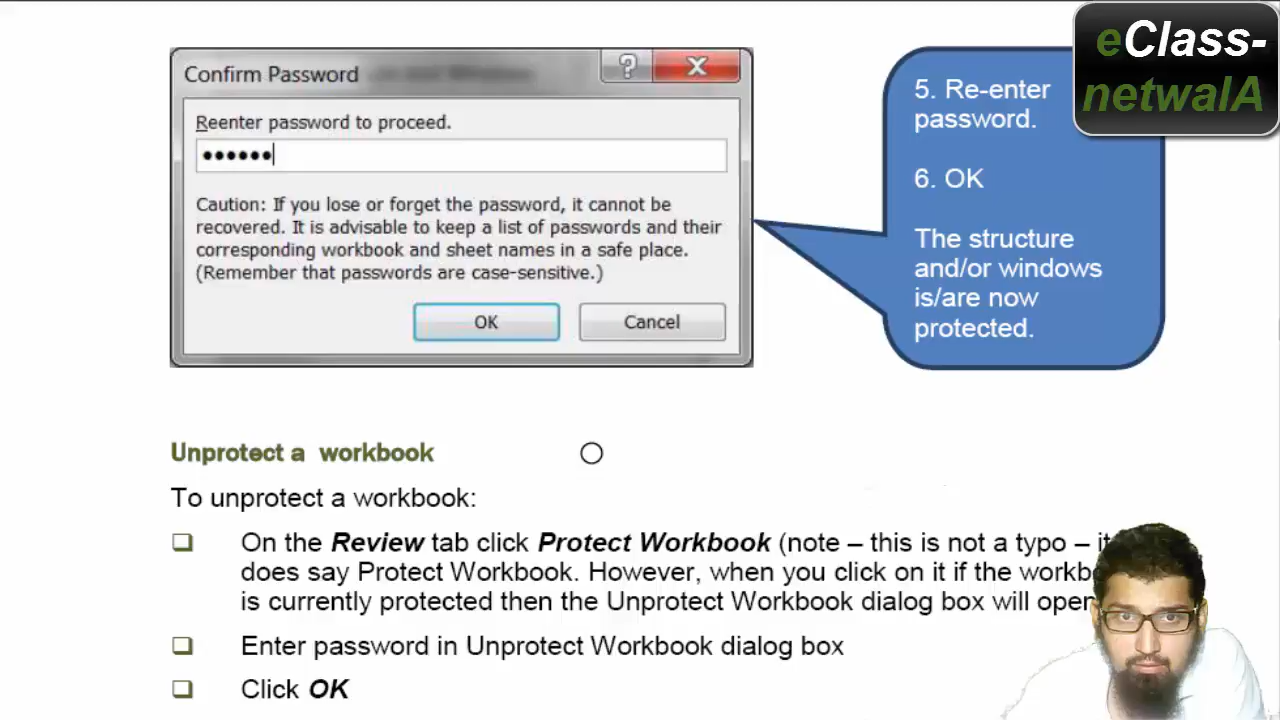 eClass-
netwalA
Confirm Password
?
Reenter password to proceed.
••••••
Caution: If you lose or forget the password, it cannot be
recovered. It is advisable to keep a list of passwords and their
corresponding workbook and sheet names in a safe place.
(Remember that passwords are case-sensitive.)
OK
Cancel
5. Re-enter
password.
6. OK
The structure
and/or windows
is/are now
protected.
Unprotect a workbook
To unprotect a workbook:
On the Review tab click Protect Workbook (note – this is not a typo – it
does say Protect Workbook. However, when you click on it if the
is currently protected then the Unprotect Workbook dialog box will open
Enter password in Unprotect Workbook dialog box
Click OK